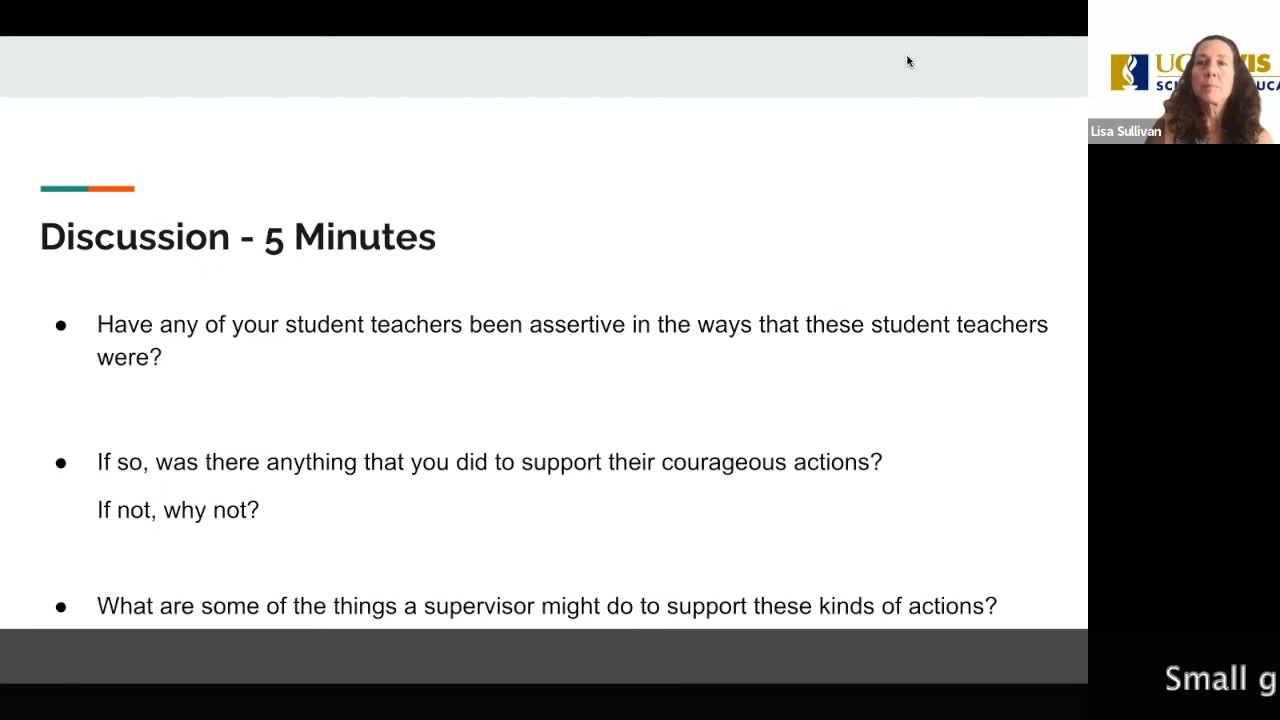 Discussion - 5 Minutes
● Have any of your student teachers been assertive in the ways that these student teachers
were?
● If so, was there anything that you did to support their courageous actions?
If not, why not?
● What are some of the things a supervisor might do to support these kinds of actions?
Lisa Sullivan
Small g